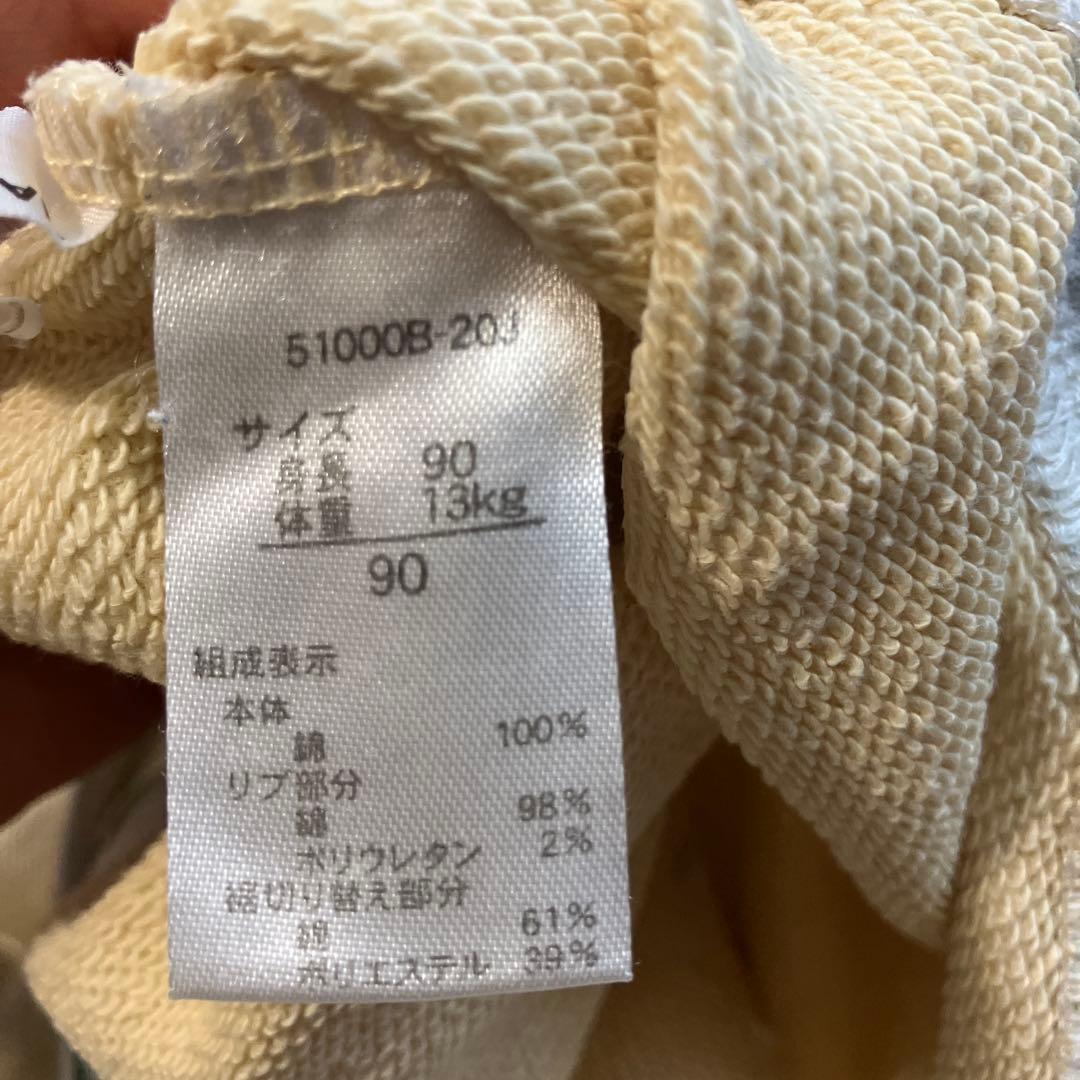 51000B-20J
サイズ
身長 90
体重 13kg
90
組成表示
本体
綿 100%
リブ部分
綿 98%
ポリウレタン 2%
裾切り替え部分
綿 61%
ポリエステル 39%